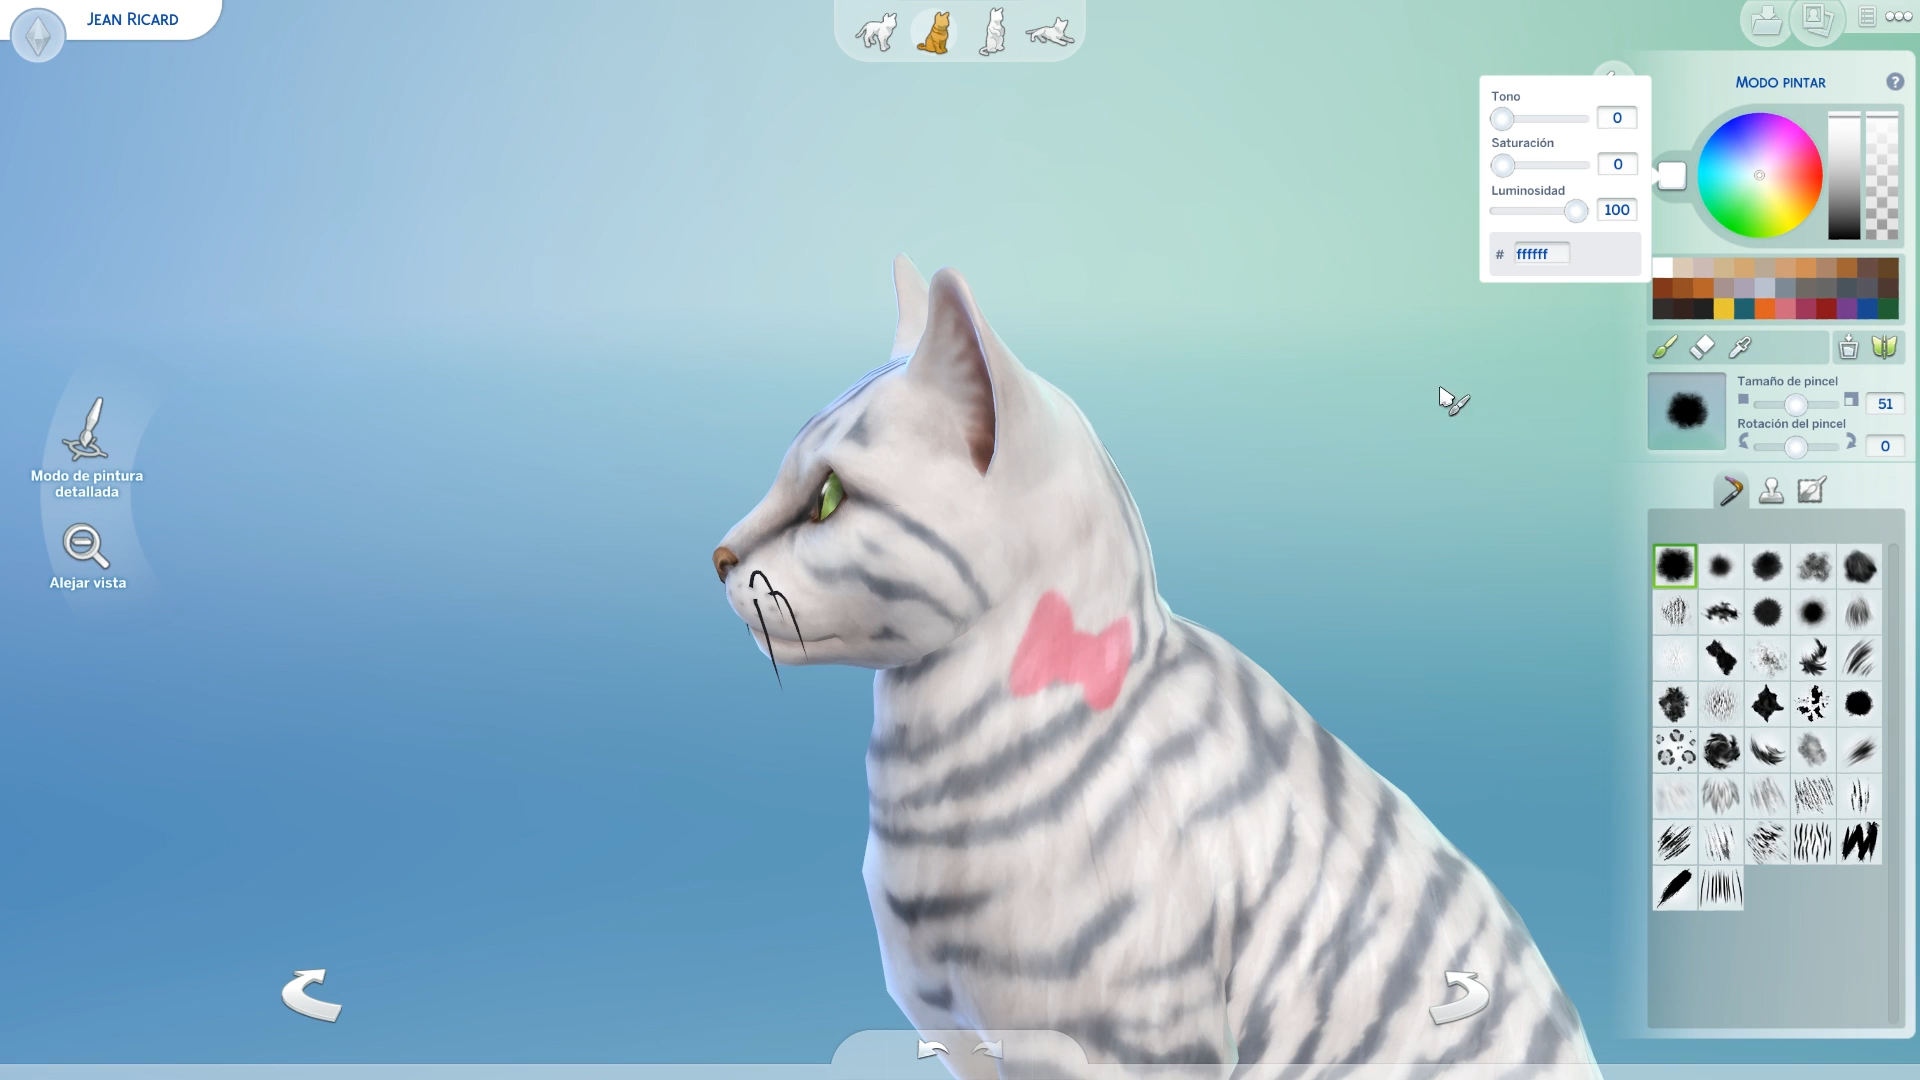 Jean Ricard
Modo pintar
?
Tono
0
Saturación
0
Luminosidad
100
# ffffff
Tamaño de pincel
51
Rotación del pincel
0
Modo de pintura
detallada
Alejar vista